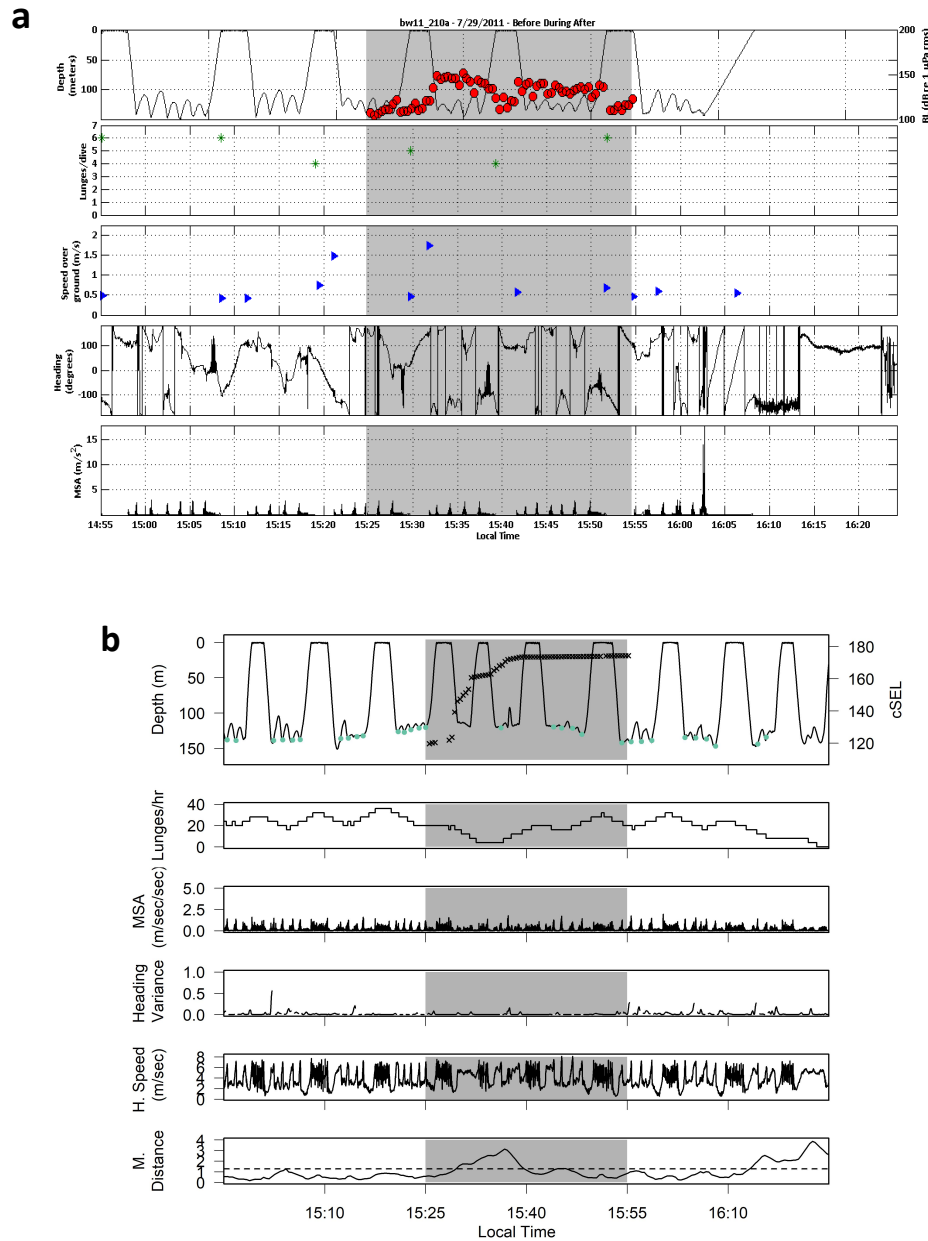 a
bw11_210a - 7/29/2011 - Before During After
Depth
(meters)
0
50
100
200
150
100
RL(dB re 1 uPa rms)
Lunges/dive
7
6
5
4
3
2
1
0
Speed over
ground (m/s)
2
1.5
1
0.5
0
Heading
(degrees)
100
0
-100
MSA (m/s²)
15
10
5
14:55 15:00 15:10 15:20 15:25 15:30 15:35 15:40 15:45 15:50 15:55 16:00 16:10 16:15 16:20
Local Time
b
Depth (m)
0
50
100
150
180
160
140
120
cSEL
Lunges/hr
40
20
0
MSA
(m/sec/sec)
5.0
2.5
0.0
Heading
Variance
1.0
0.5
0.0
H. Speed
(m/sec)
8
6
4
2
0
M.
Distance
4
3
2
1
0
15:10 15:25 15:40 15:55 16:10
Local Time